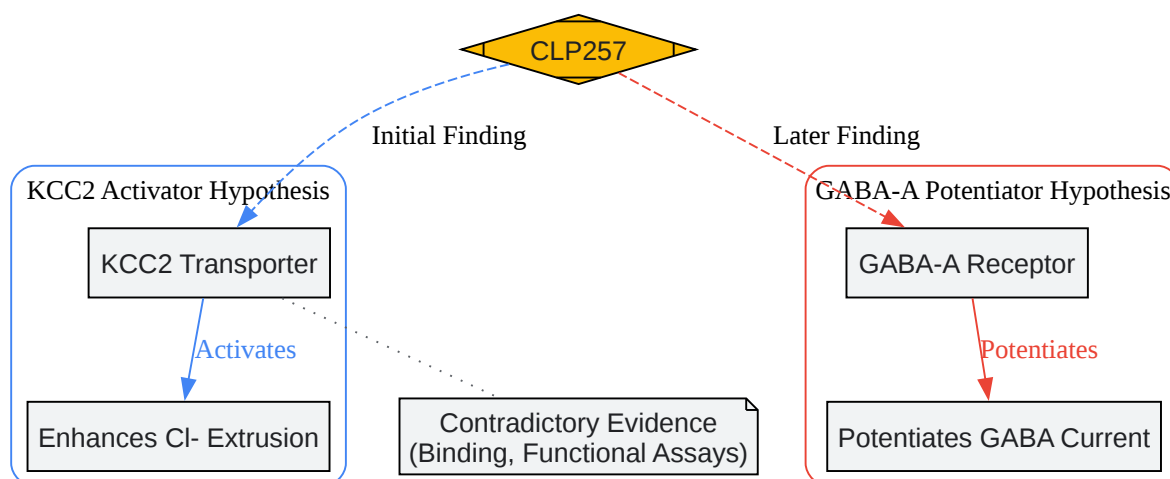 CLP257
Initial Finding
Later Finding
KCC2 Activator Hypothesis
GABA-A Potentiator Hypothesis
KCC2 Transporter
GABA-A Receptor
Activates
Potentiates
Enhances Cl- Extrusion
Contradictory Evidence
(Binding, Functional Assays)
Potentiates GABA Current